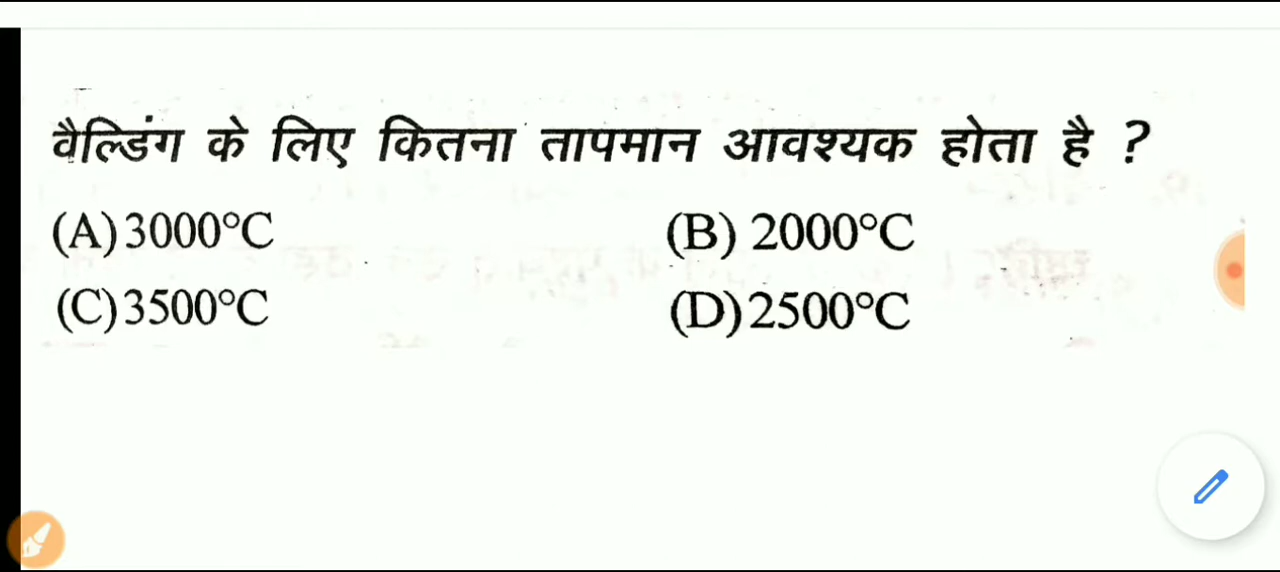 वैल्डिंग के लिए कितना तापमान आवश्यक होता है ?
(A) 3000°C (B) 2000°C
(C) 3500°C (D) 2500°C